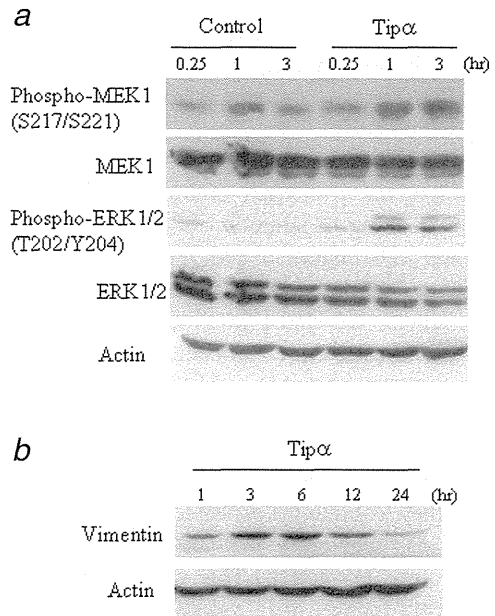 a
Control Tipα
0.25 1 3 0.25 1 3 (hr)
Phospho-MEK1
(S217/S221)
MEK1
Phospho-ERK1/2
(T202/Y204)
ERK1/2
Actin
b
Tipα
1 3 6 12 24 (hr)
Vimentin
Actin